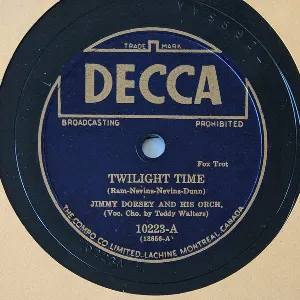 TRADE MARK
DECCA
BROADCASTING PROHIBITED
Fox Trot
TWILIGHT TIME
(Ram-Nevins-Nevins-Dunn)
JIMMY DORSEY AND HIS ORCH.
(Voc. Cho. by Teddy Walters)
10223-A
(18656-A)
THE COMPO CO LIMITED.-LACHINE MONTREAL, CANADA